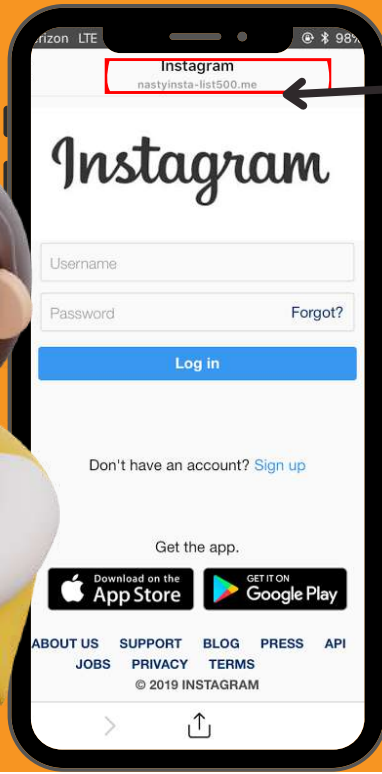 rizon LTE 98%
Instagram
nastyinsta-list500.me
Instagram
Username
Password Forgot?
Log in
Don't have an account? Sign up
Get the app.
Download on the
App Store
GET IT ON
Google Play
ABOUT US SUPPORT BLOG PRESS API
JOBS PRIVACY TERMS
© 2019 INSTAGRAM